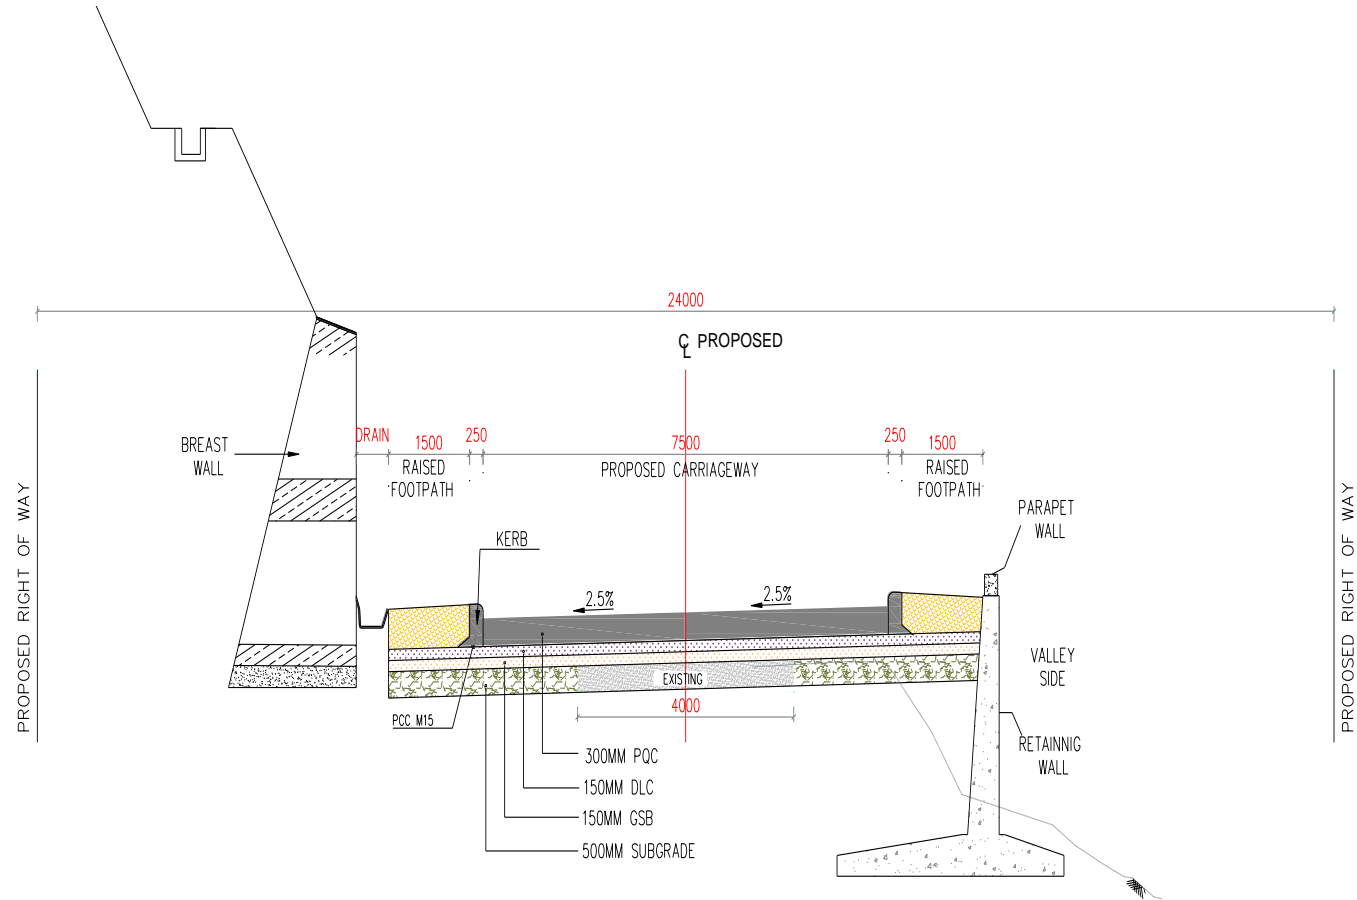 24000
℄ PROPOSED
DRAIN
1500
250
7500
250
1500
BREAST
WALL
RAISED
FOOTPATH
PROPOSED CARRIAGEWAY
RAISED
FOOTPATH
PROPOSED RIGHT OF WAY
PROPOSED RIGHT OF WAY
PARAPET
WALL
KERB
2.5%
2.5%
VALLEY
SIDE
EXISTING
4000
PCC M15
RETAINNIG
WALL
300MM PQC
150MM DLC
150MM GSB
500MM SUBGRADE